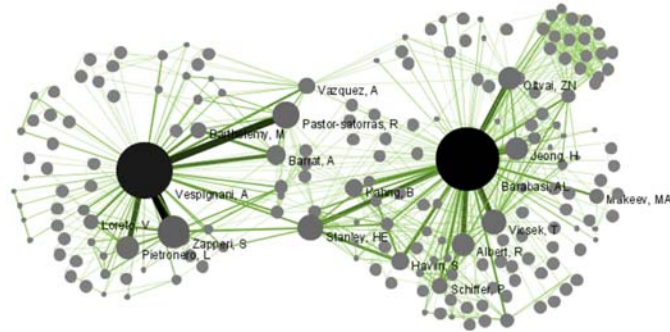 Oltvai, ZN
Vazquez, A
Pastor-satorras, R
Barthelemy, M
Barrat, A
Jeong, H
Vespignani, A
Kahng, B
Barabasi, AL
Makeev, MA
Loreto, V
Zapperi, S
Stanley, HE
Vicsek, T
Pietronero, L
Albert, R
Havlin, S
Schiffer, P